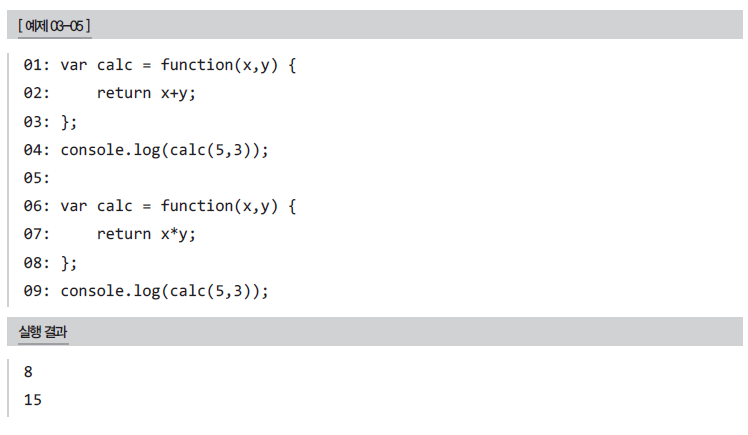 [ 예제 03-05 ]
01: var calc = function(x,y) {
02:     return x+y;
03: };
04: console.log(calc(5,3));
05:
06: var calc = function(x,y) {
07:     return x*y;
08: };
09: console.log(calc(5,3));
실행 결과
8
15